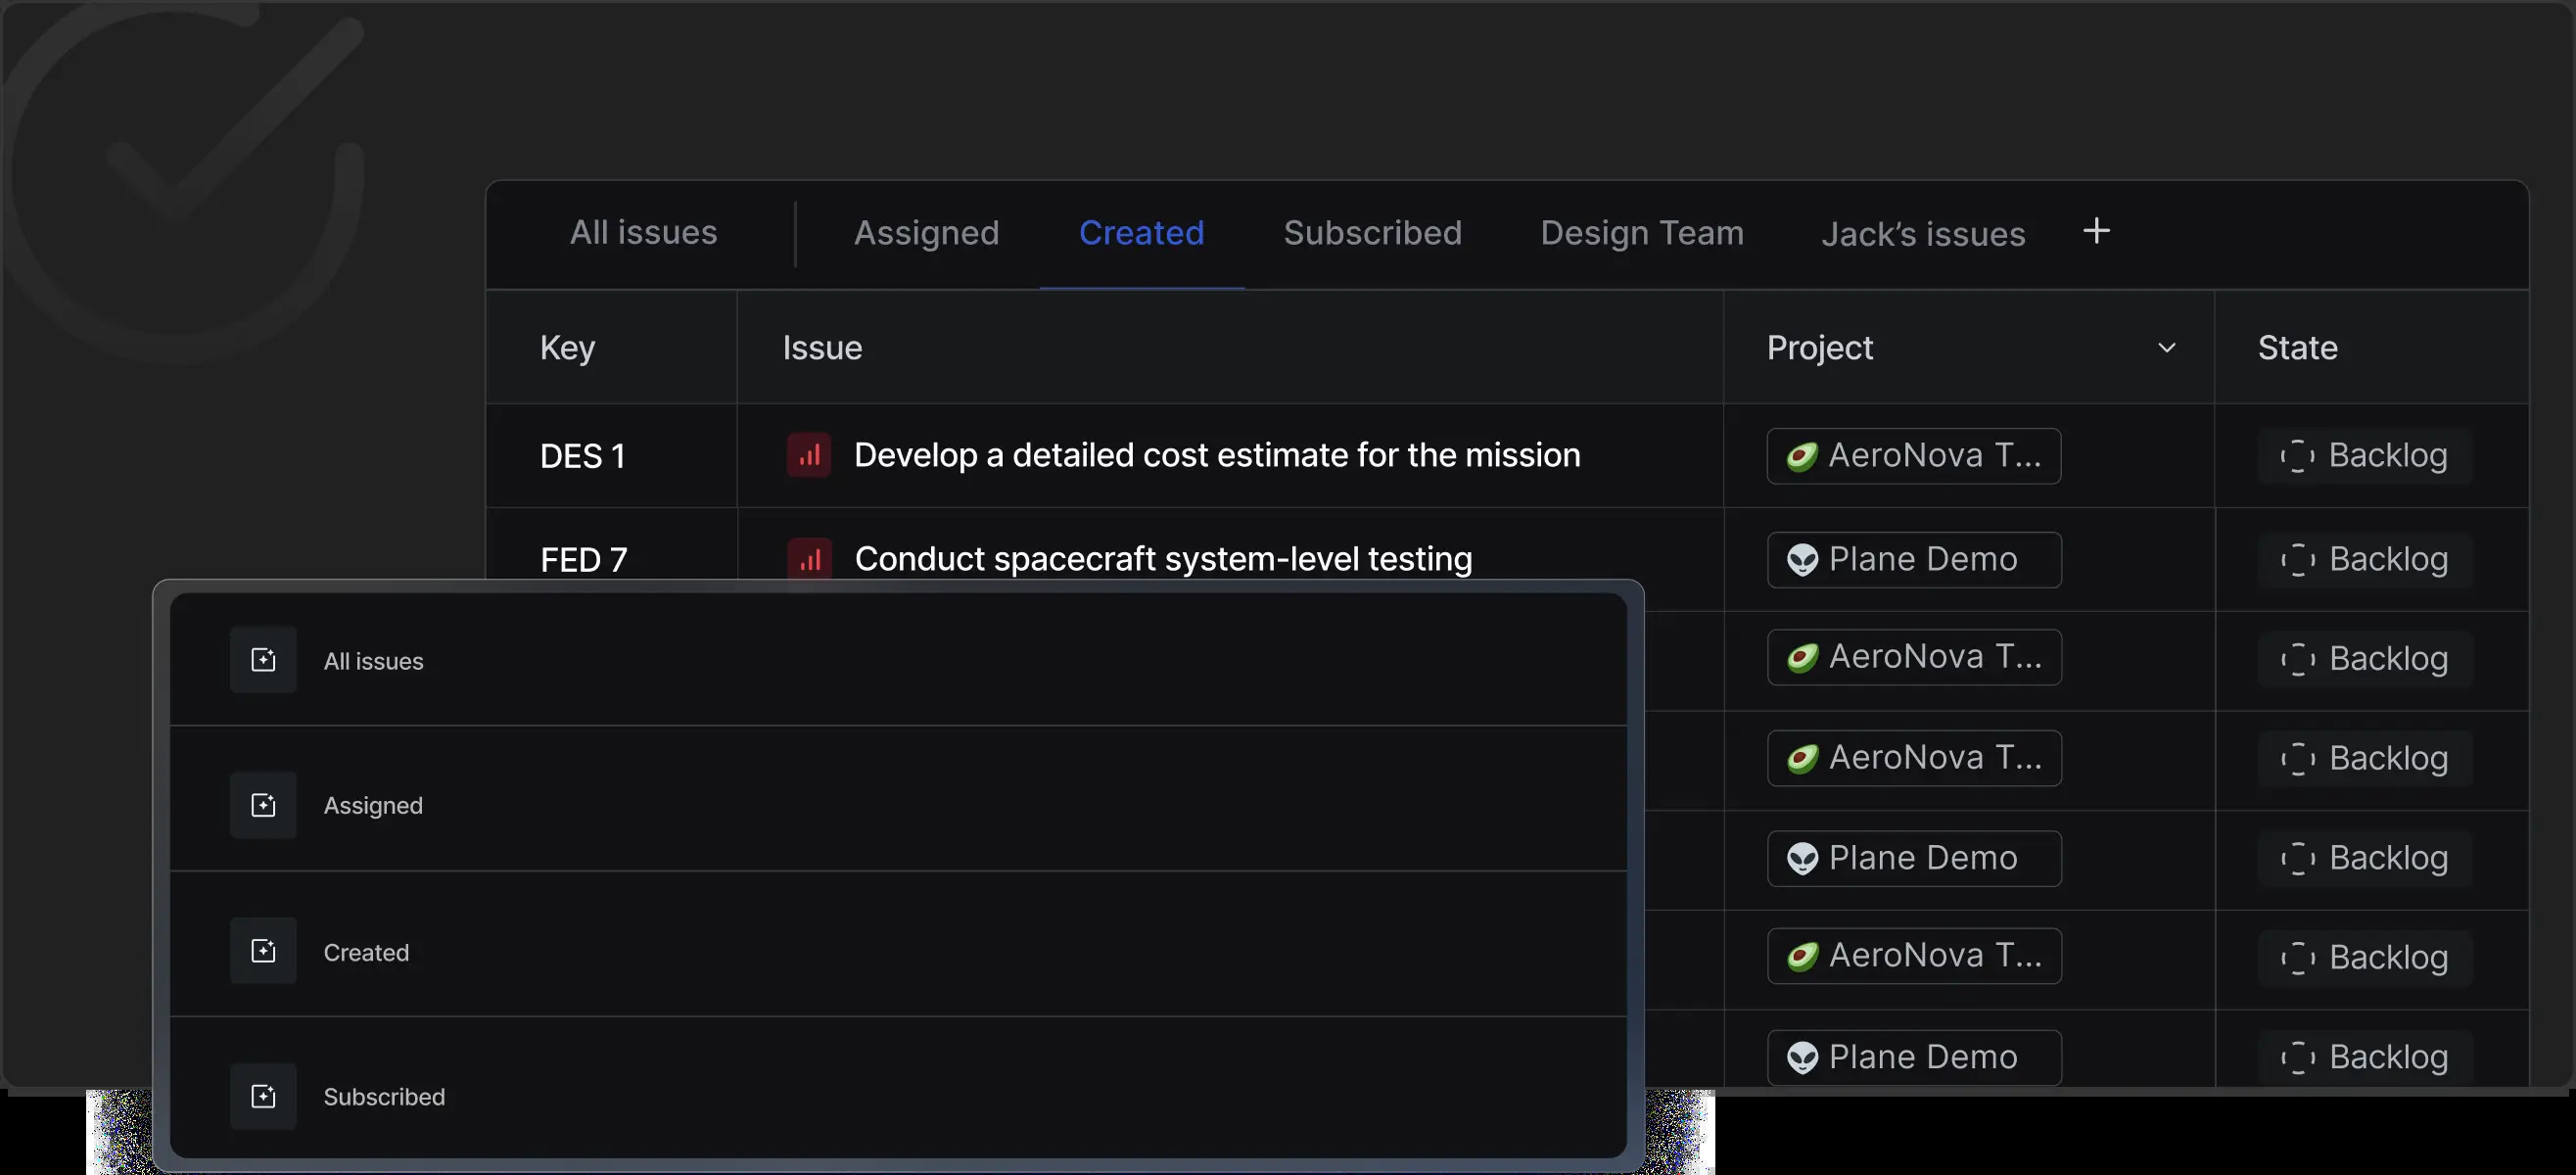 All issues Assigned Created Subscribed Design Team Jack’s issues
Key Issue Project State
DES 1 Develop a detailed cost estimate for the mission AeroNova T... Backlog
FED 7 Conduct spacecraft system-level testing Plane Demo Backlog
AeroNova T... Backlog
AeroNova T... Backlog
Plane Demo Backlog
AeroNova T... Backlog
Plane Demo Backlog
All issues
Assigned
Created
Subscribed